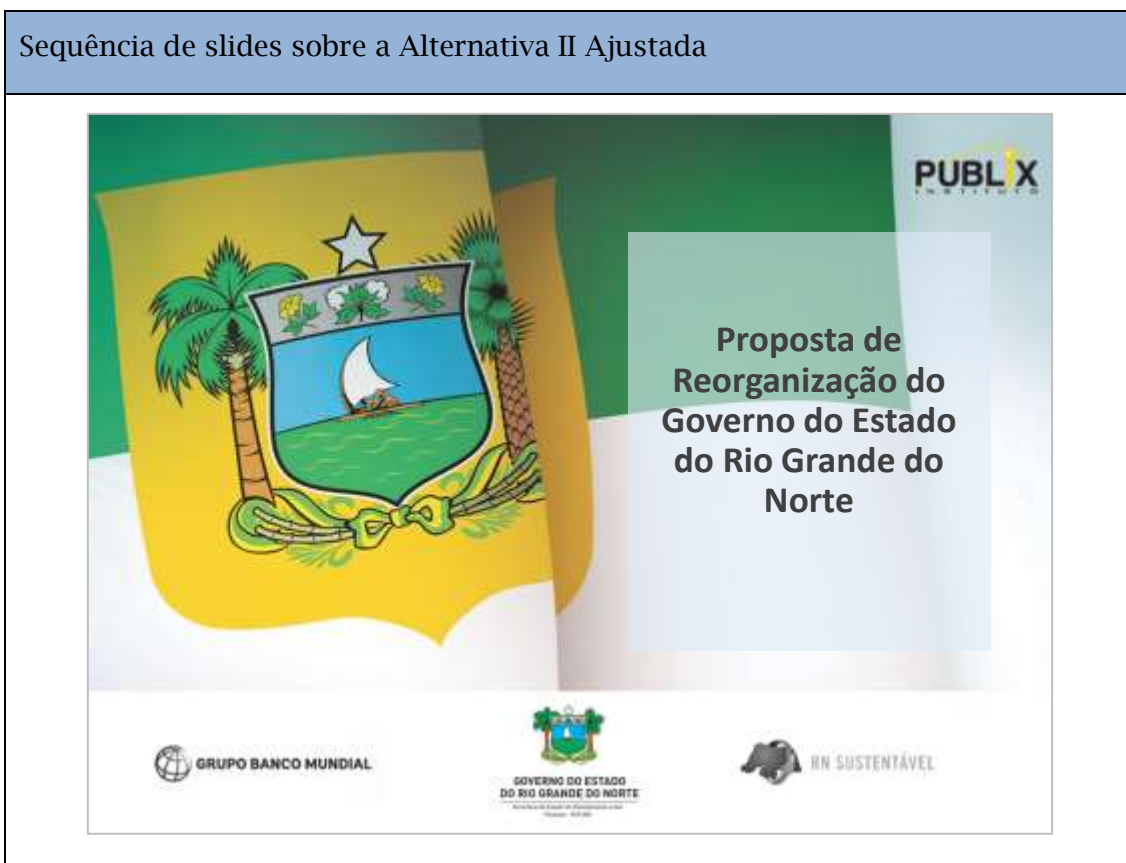 Sequência de slides sobre a Alternativa II Ajustada
PUBLIX
INSTITUTO
Proposta de
Reorganização do
Governo do Estado
do Rio Grande do
Norte
GRUPO BANCO MUNDIAL
GOVERNO DO ESTADO
DO RIO GRANDE DO NORTE
RN SUSTENTÁVEL